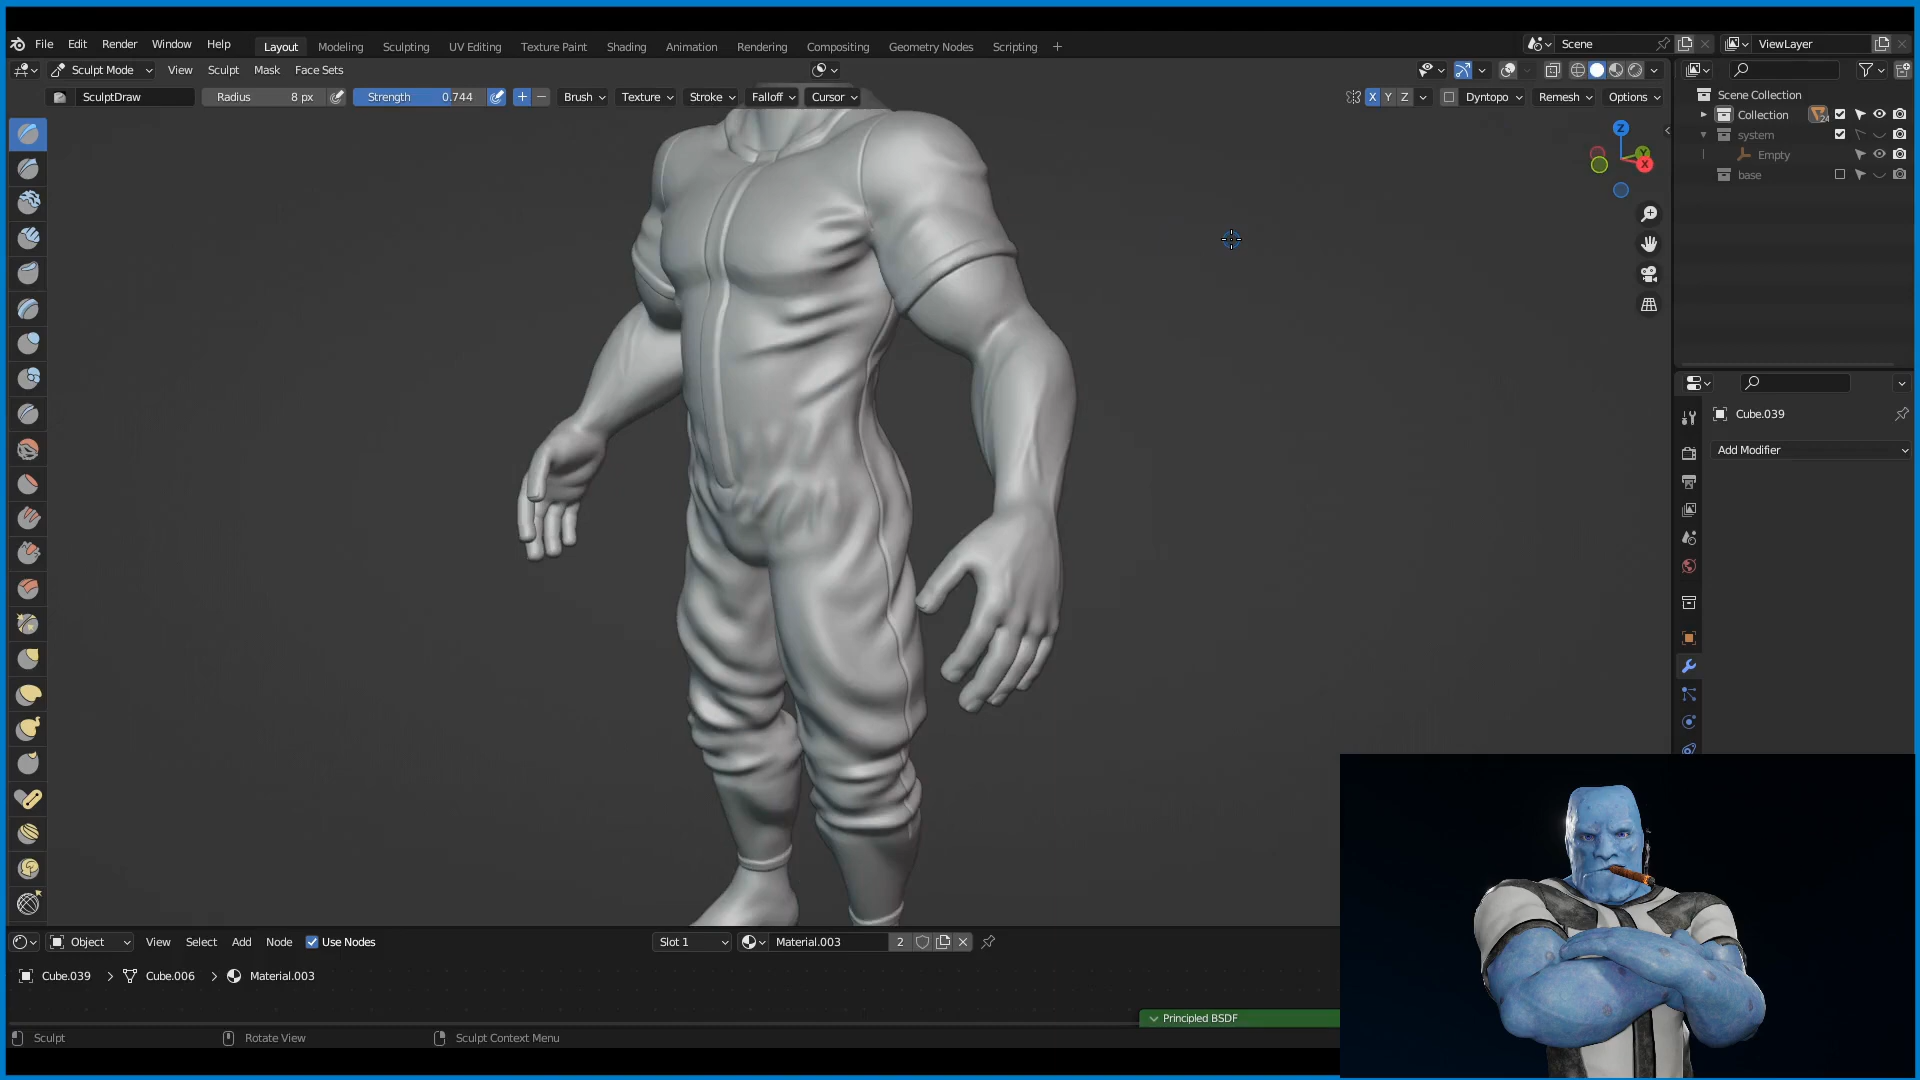 File Edit Render Window Help Layout Modeling Sculpting UV Editing Texture Paint Shading Animation Rendering Compositing Geometry Nodes Scripting + Scene ViewLayer
Sculpt Mode View Sculpt Mask Face Sets
SculptDraw Radius 8 px Strength 0.744 + − Brush Texture Stroke Falloff Cursor X Y Z Dyntopo Remesh Options
Scene Collection
Collection 24
system
Empty
base
Z
Y
X
Cube.039
Add Modifier
Object View Select Add Node Use Nodes Slot 1 Material.003 2
Cube.039 > Cube.006 > Material.003
Principled BSDF
Sculpt Rotate View Sculpt Context Menu